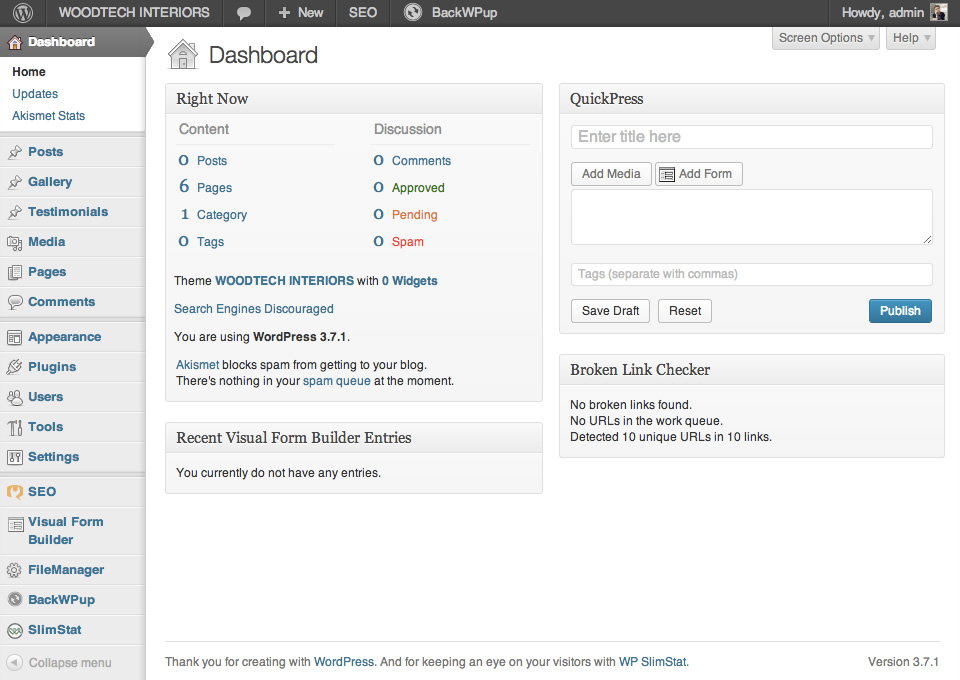 WOODTECH INTERIORS + New SEO BackWPup Howdy, admin
Dashboard
Home
Updates
Akismet Stats
Posts
Gallery
Testimonials
Media
Pages
Comments
Appearance
Plugins
Users
Tools
Settings
SEO
Visual Form
Builder
FileManager
BackWPup
SlimStat
Collapse menu
Screen Options Help
Dashboard
Right Now
Content Discussion
0 Posts 0 Comments
6 Pages 0 Approved
1 Category 0 Pending
0 Tags 0 Spam
Theme WOODTECH INTERIORS with 0 Widgets
Search Engines Discouraged
You are using WordPress 3.7.1.
Akismet blocks spam from getting to your blog.
There's nothing in your spam queue at the moment.
Recent Visual Form Builder Entries
You currently do not have any entries.
QuickPress
Enter title here
Add Media Add Form
Tags (separate with commas)
Save Draft Reset Publish
Broken Link Checker
No broken links found.
No URLs in the work queue.
Detected 10 unique URLs in 10 links.
Thank you for creating with WordPress. And for keeping an eye on your visitors with WP SlimStat. Version 3.7.1